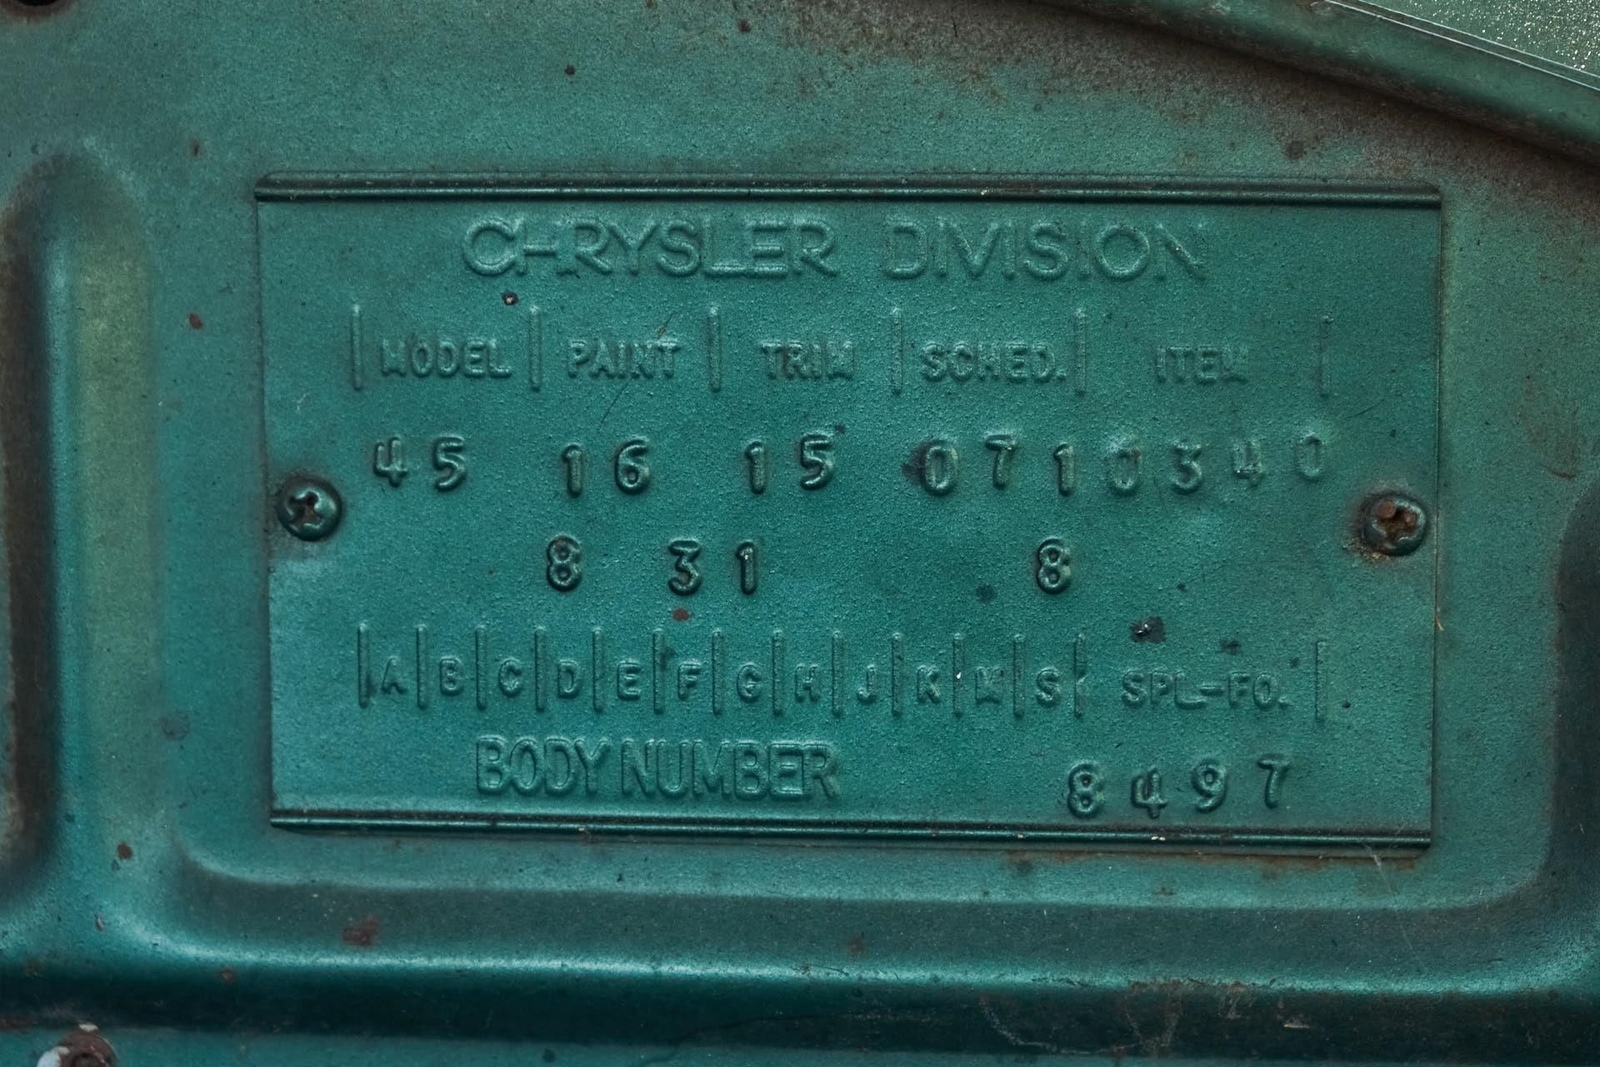 CHRYSLER DIVISION
MODEL PAINT TRIM SCHED. ITEM
45 16 15 0710340
8 31 8
A B C D E F G H J K M S SPL-FO.
BODY NUMBER 8497